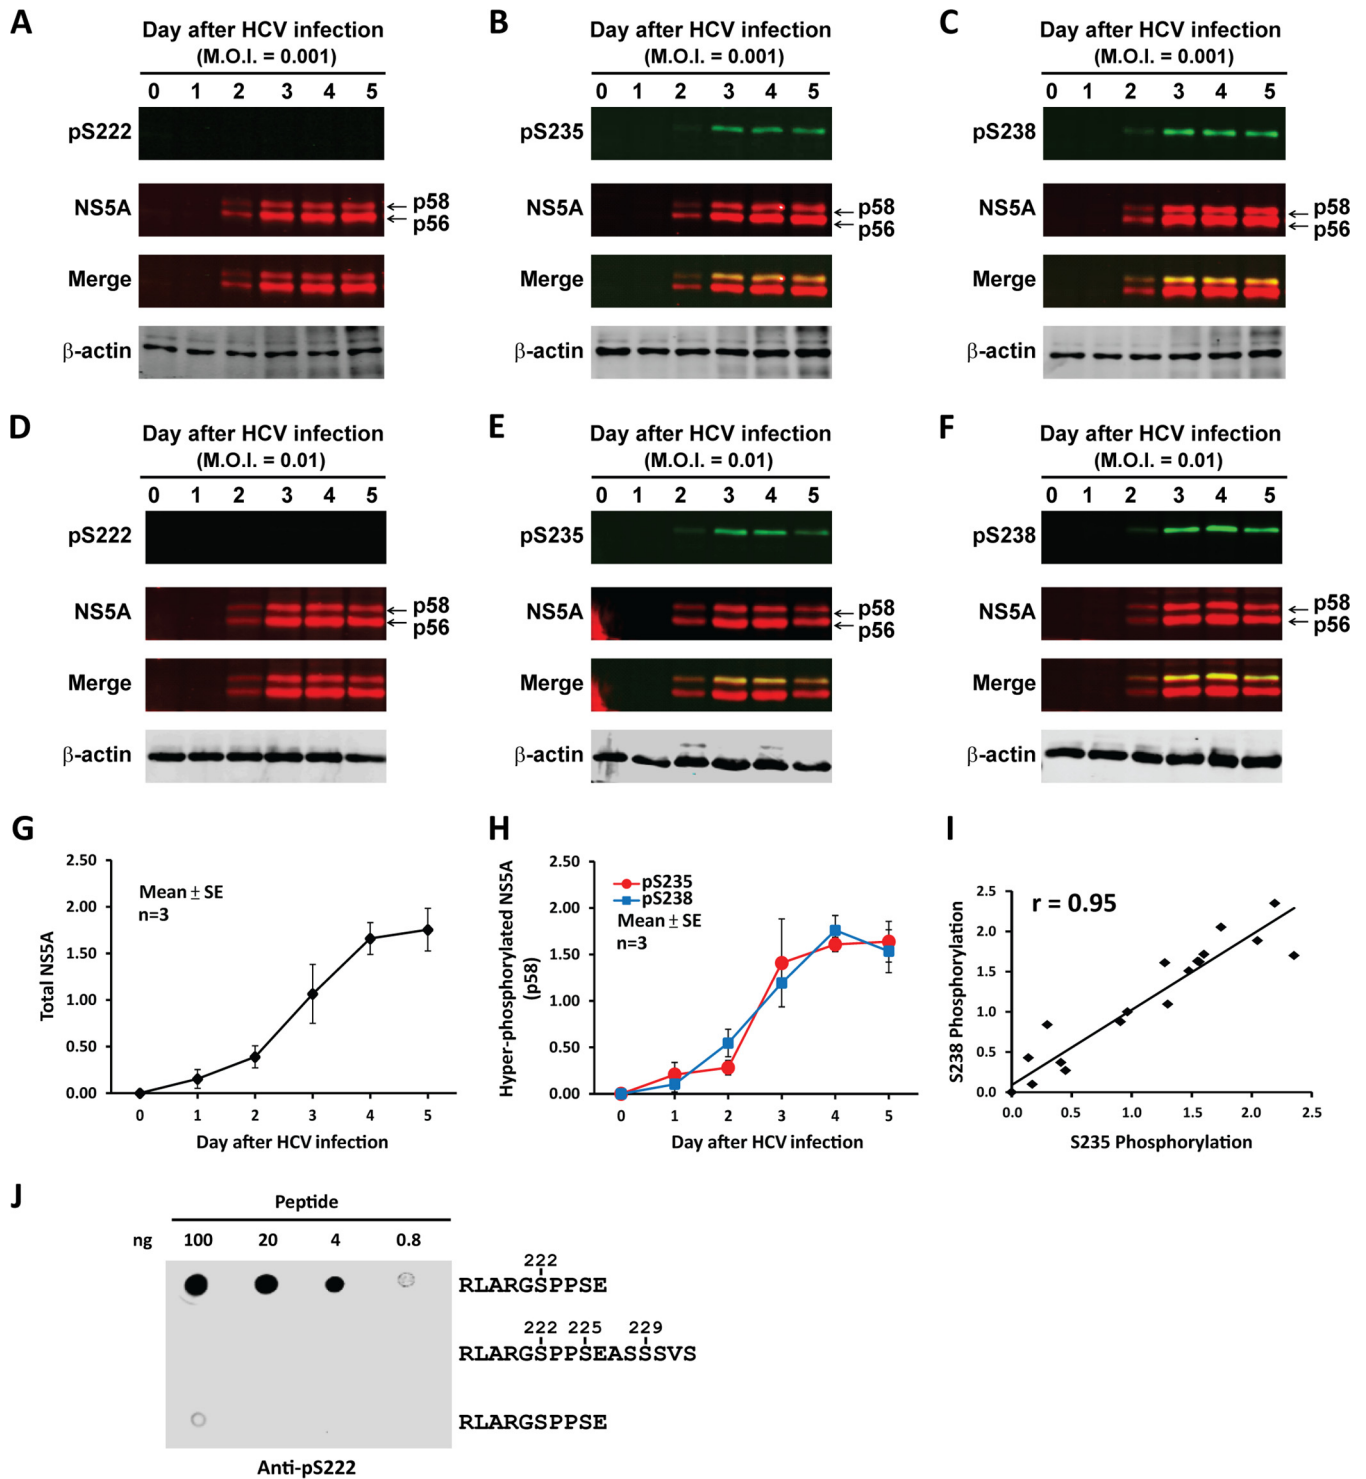 A
Day after HCV infection
(M.O.I. = 0.001)
0 1 2 3 4 5
pS222
NS5A
p58
p56
Merge
β-actin
B
Day after HCV infection
(M.O.I. = 0.001)
0 1 2 3 4 5
pS235
NS5A
p58
p56
Merge
β-actin
C
Day after HCV infection
(M.O.I. = 0.001)
0 1 2 3 4 5
pS238
NS5A
p58
p56
Merge
β-actin
D
Day after HCV infection
(M.O.I. = 0.01)
0 1 2 3 4 5
pS222
NS5A
p58
p56
Merge
β-actin
E
Day after HCV infection
(M.O.I. = 0.01)
0 1 2 3 4 5
pS235
NS5A
p58
p56
Merge
β-actin
F
Day after HCV infection
(M.O.I. = 0.01)
0 1 2 3 4 5
pS238
NS5A
p58
p56
Merge
β-actin
G
Total NS5A
2.50
2.00
1.50
1.00
0.50
0.00
Mean ± SE
n=3
0 1 2 3 4 5
Day after HCV infection
H
Hyper-phosphorylated NS5A
(p58)
2.50
2.00
1.50
1.00
0.50
0.00
pS235
pS238
Mean ± SE
n=3
0 1 2 3 4 5
Day after HCV infection
I
S238 Phosphorylation
2.5
2.0
1.5
1.0
0.5
0.0
r = 0.95
0.0 0.5 1.0 1.5 2.0 2.5
S235 Phosphorylation
J
Peptide
ng 100 20 4 0.8
222
RLARGSPPSE
222 225 229
RLARGSPPSEASSSVS
RLARGSPPSE
Anti-pS222